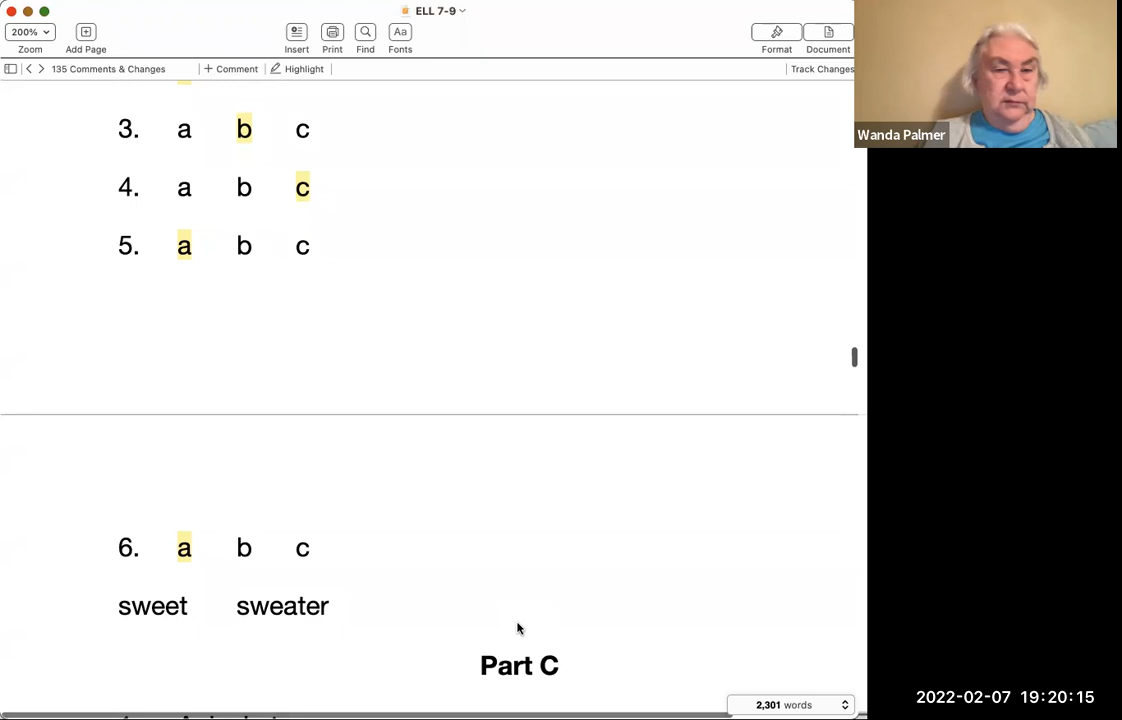 ELL 7-9
200%
Zoom
Add Page
Insert
Print
Find
Aa
Fonts
Format
Document
135 Comments & Changes
+ Comment
Highlight
Track Changes
Wanda Palmer
3. a b c
4. a b c
5. a b c
6. a b c
sweet sweater
Part C
2,301 words
2022-02-07 19:20:15